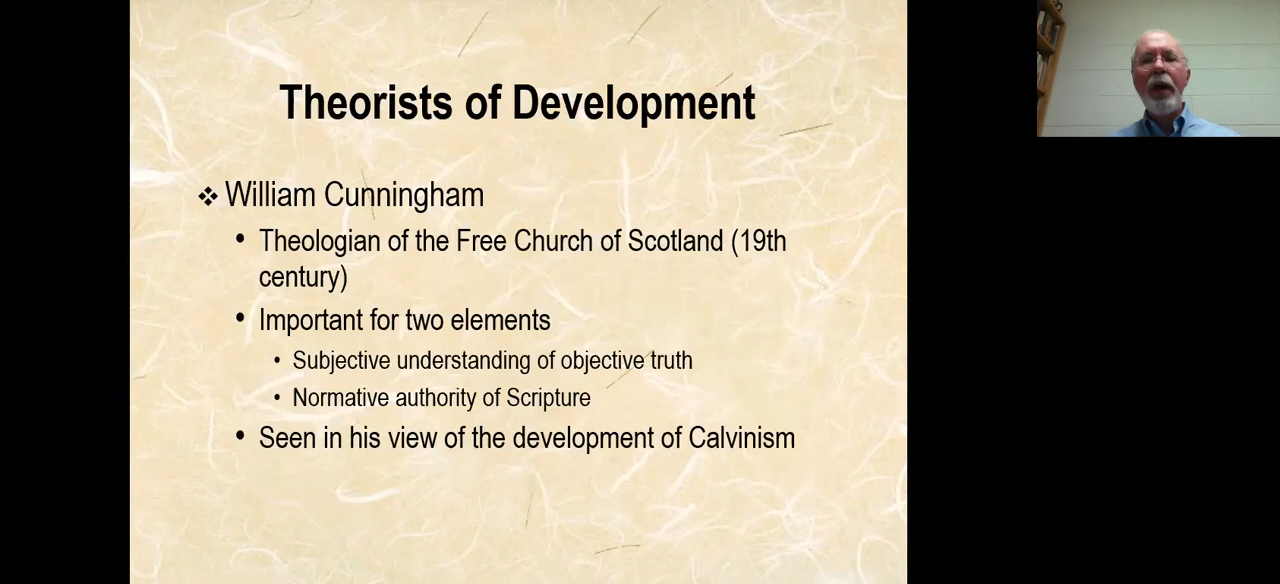 Theorists of Development
❖ William Cunningham
• Theologian of the Free Church of Scotland (19th
century)
• Important for two elements
• Subjective understanding of objective truth
• Normative authority of Scripture
• Seen in his view of the development of Calvinism